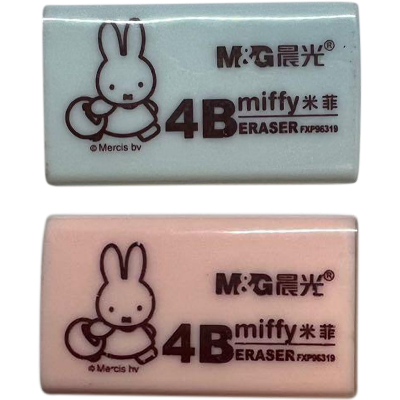 M&G晨光®
4B miffy米菲
ERASER FXP96319
© Mercis bv
M&G晨光®
4B miffy米菲
ERASER FXP96319
© Mercis bv